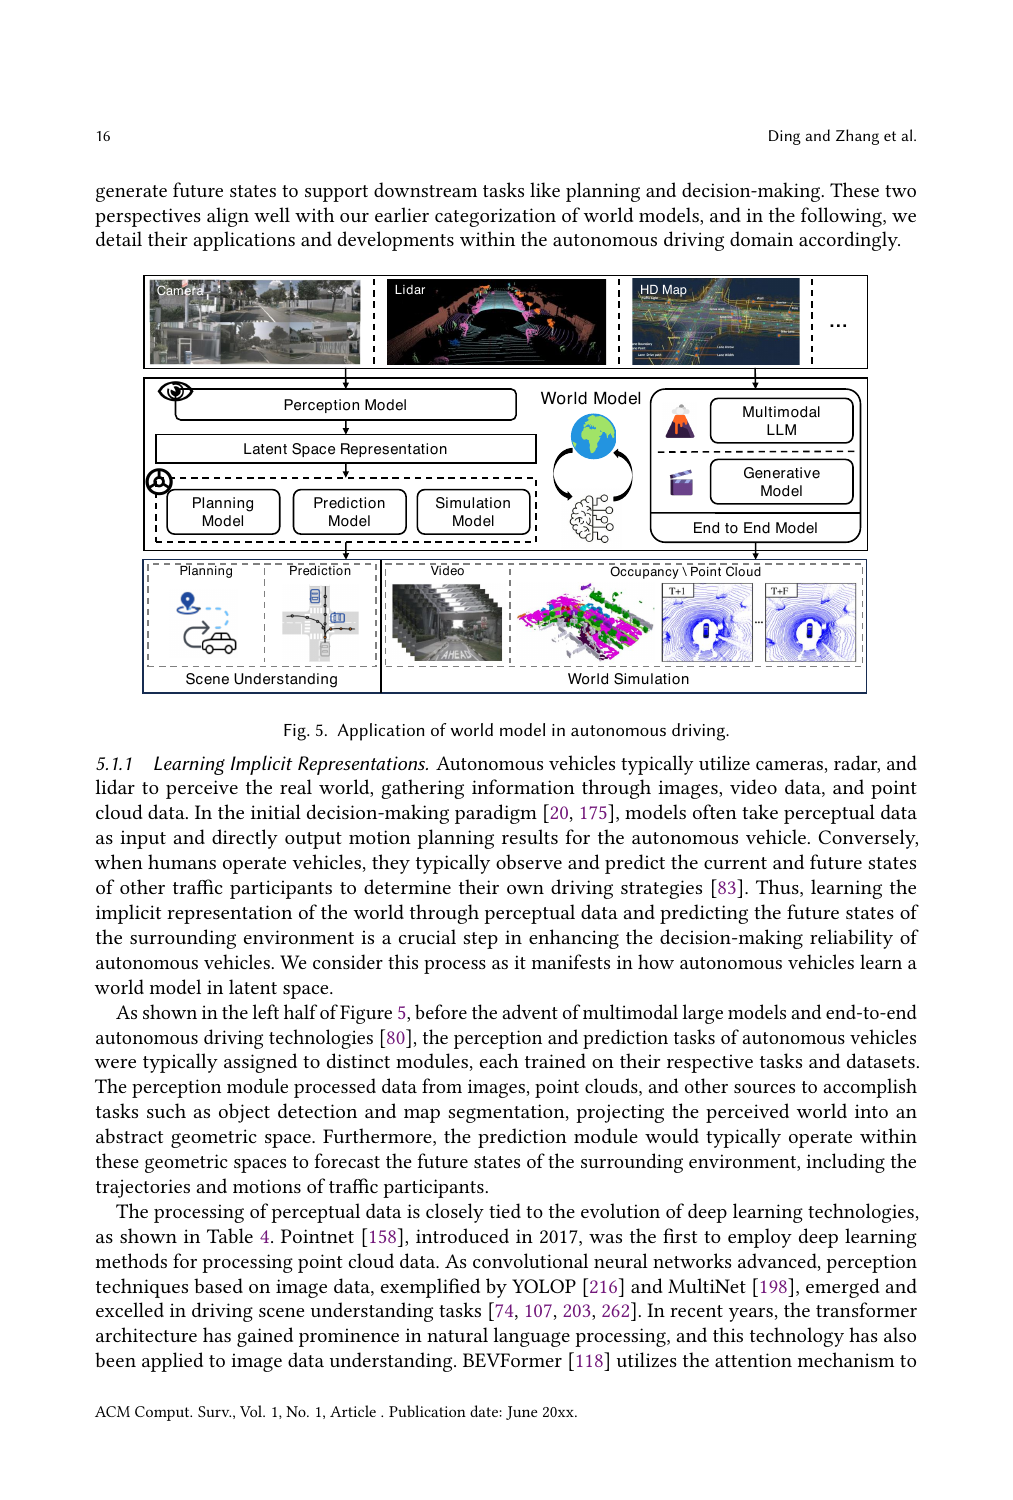 16
Ding and Zhang et al.
generate future states to support downstream tasks like planning and decision-making. These two
perspectives align well with our earlier categorization of world models, and in the following, we
detail their applications and developments within the autonomous driving domain accordingly.
Camera
Lidar
HD Map
...
Perception Model
Latent Space Representation
Planning
Model
Prediction
Model
Simulation
Model
World Model
Multimodal
LLM
Generative
Model
End to End Model
Planning
Prediction
Scene Understanding
Video
AHEAD
Occupancy \ Point Cloud
T+1
...
T+F
World Simulation
Fig. 5. Application of world model in autonomous driving.
5.1.1 Learning Implicit Representations. Autonomous vehicles typically utilize cameras, radar, and
lidar to perceive the real world, gathering information through images, video data, and point
cloud data. In the initial decision-making paradigm [20, 175], models often take perceptual data
as input and directly output motion planning results for the autonomous vehicle. Conversely,
when humans operate vehicles, they typically observe and predict the current and future states
of other traffic participants to determine their own driving strategies [83]. Thus, learning the
implicit representation of the world through perceptual data and predicting the future states of
the surrounding environment is a crucial step in enhancing the decision-making reliability of
autonomous vehicles. We consider this process as it manifests in how autonomous vehicles learn a
world model in latent space.
As shown in the left half of Figure 5, before the advent of multimodal large models and end-to-end
autonomous driving technologies [80], the perception and prediction tasks of autonomous vehicles
were typically assigned to distinct modules, each trained on their respective tasks and datasets.
The perception module processed data from images, point clouds, and other sources to accomplish
tasks such as object detection and map segmentation, projecting the perceived world into an
abstract geometric space. Furthermore, the prediction module would typically operate within
these geometric spaces to forecast the future states of the surrounding environment, including the
trajectories and motions of traffic participants.
The processing of perceptual data is closely tied to the evolution of deep learning technologies,
as shown in Table 4. Pointnet [158], introduced in 2017, was the first to employ deep learning
methods for processing point cloud data. As convolutional neural networks advanced, perception
techniques based on image data, exemplified by YOLOP [216] and MultiNet [198], emerged and
excelled in driving scene understanding tasks [74, 107, 203, 262]. In recent years, the transformer
architecture has gained prominence in natural language processing, and this technology has also
been applied to image data understanding. BEVFormer [118] utilizes the attention mechanism to
ACM Comput. Surv., Vol. 1, No. 1, Article . Publication date: June 20xx.